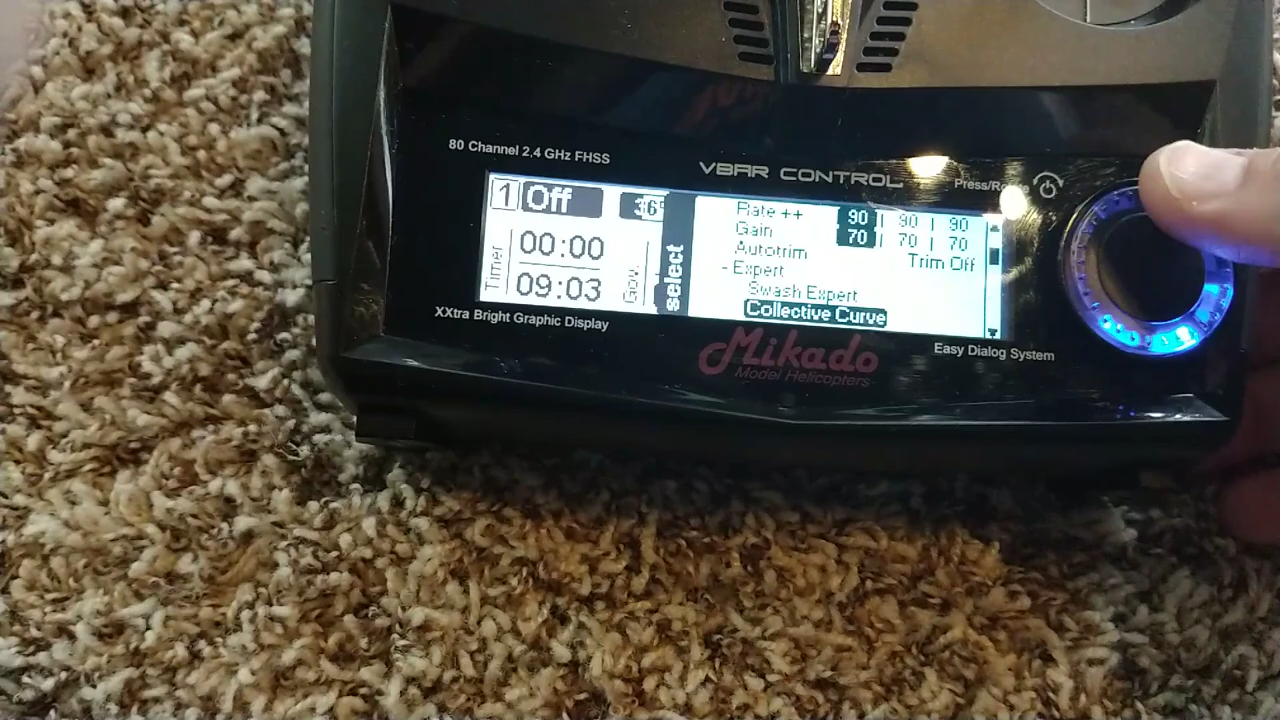 80 Channel 2,4 GHz FHSS
VBAR CONTROL
Press/Ro
1 Off 36
Timer
00:00
09:03
Gov.
select
Rate ++ 90 | 90 | 90
Gain 70 | 70 | 70
Autotrim Trim Off
- Expert
Swash Expert
Collective Curve
XXtra Bright Graphic Display
Mikado
Model Helicopters
Easy Dialog System